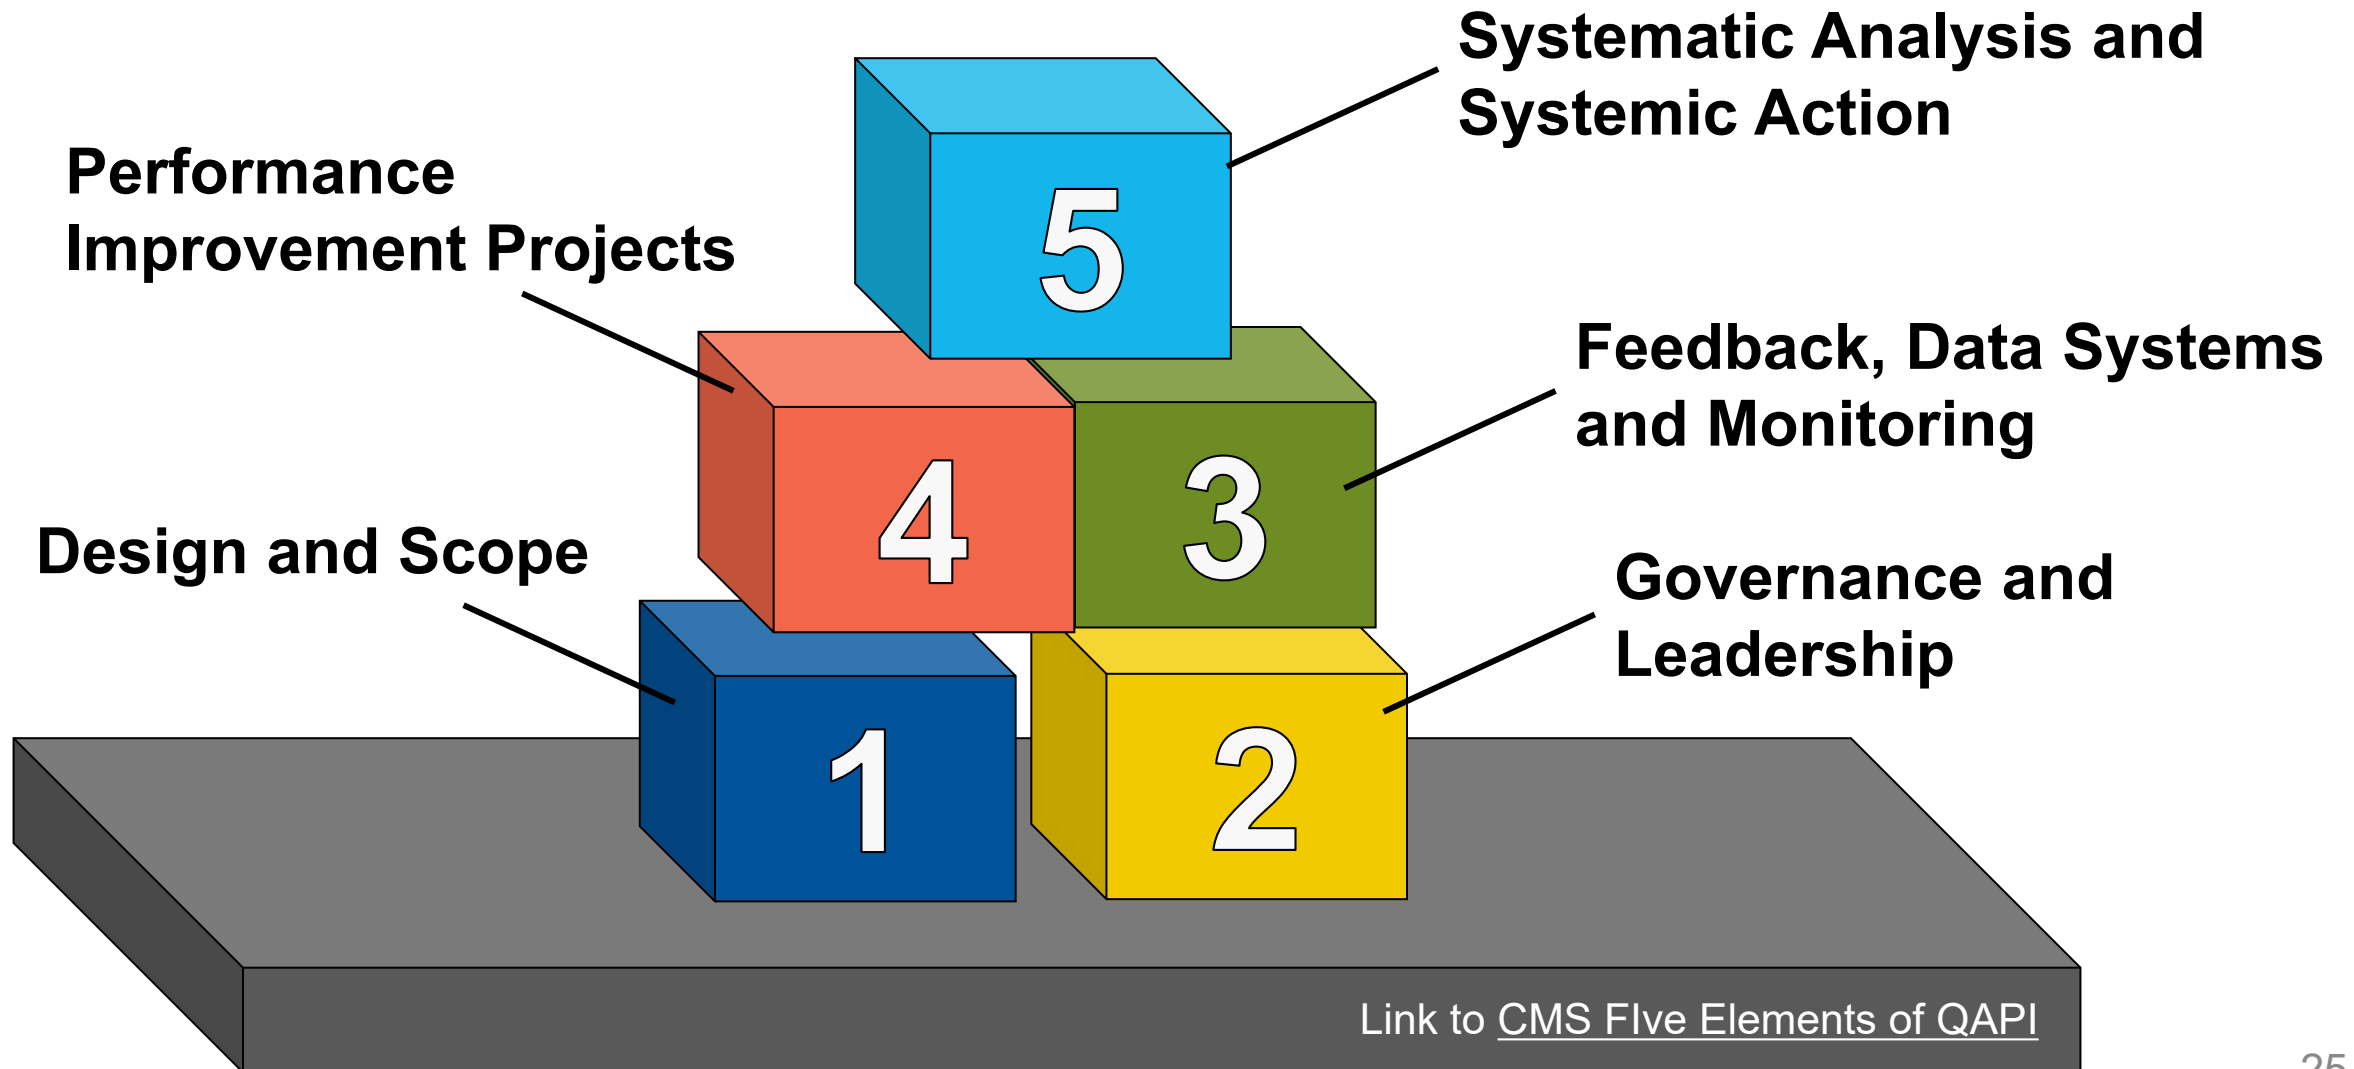 Systematic Analysis and
Systemic Action
Performance
Improvement Projects
5
Feedback, Data Systems
and Monitoring
4
3
Design and Scope
Governance and
Leadership
1
2
Link to CMS FIve Elements of QAPI
25